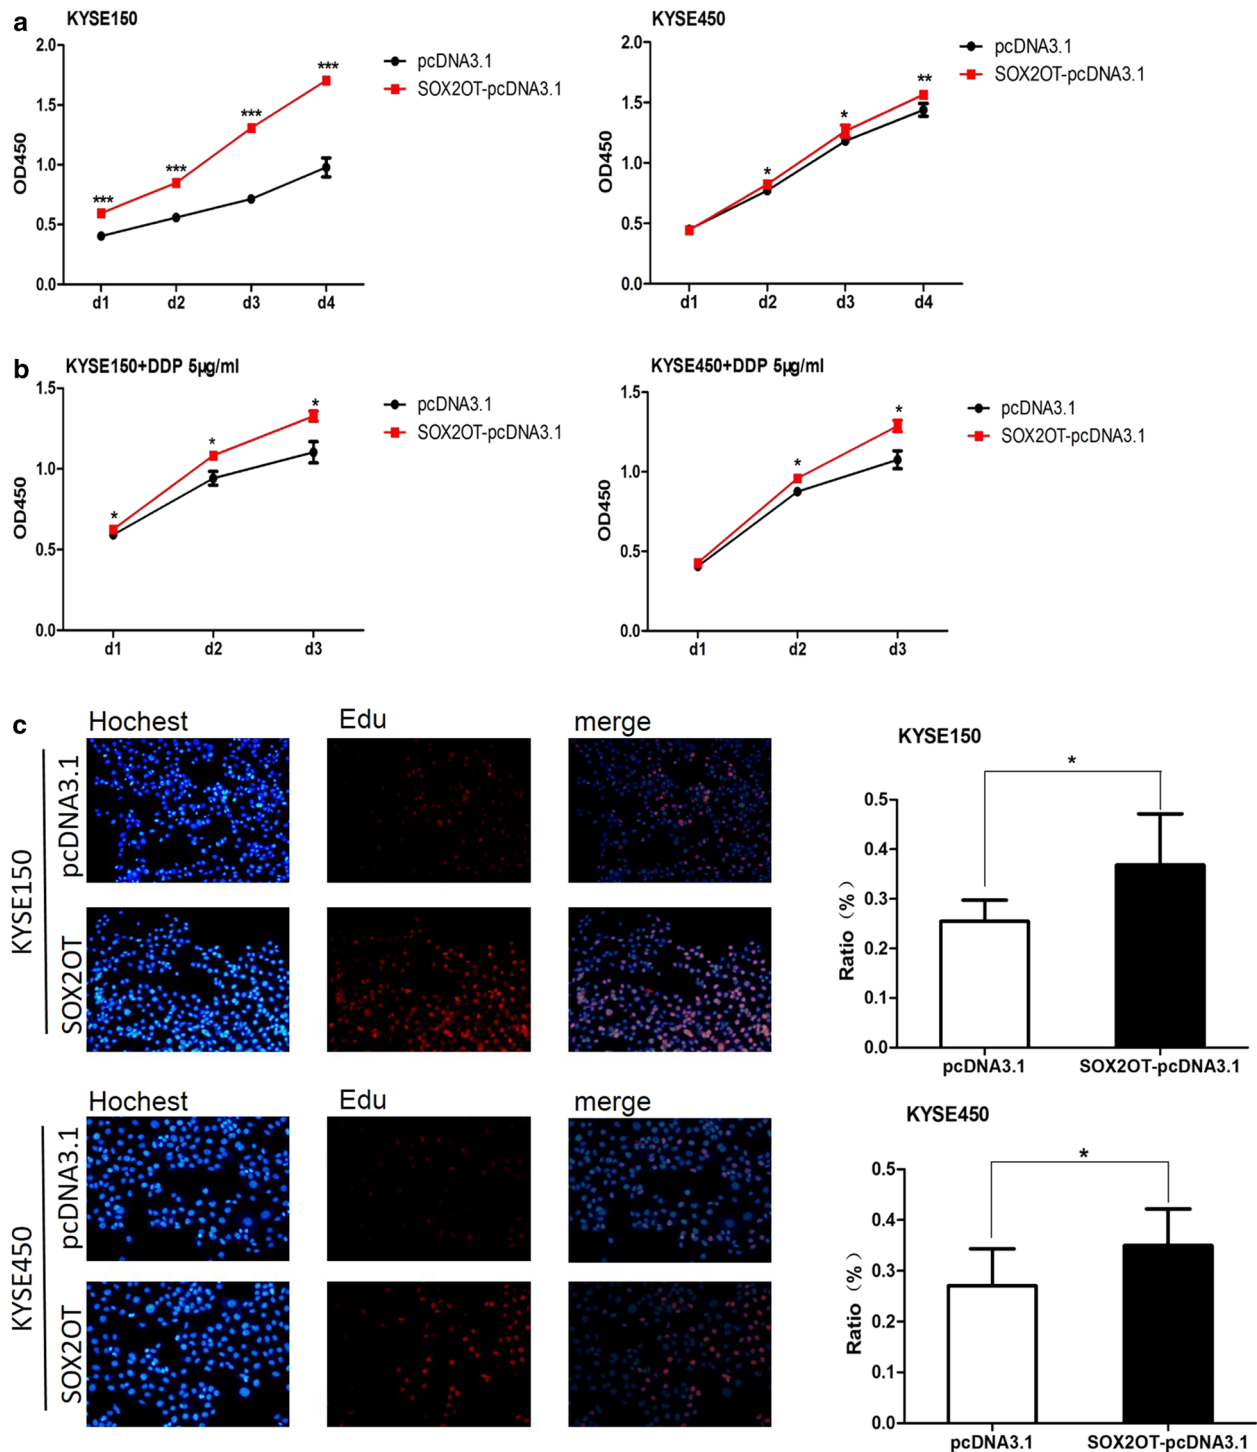 a
KYSE150
2.0
1.5
1.0
0.5
0.0
OD450
***
***
***
***
d1 d2 d3 d4
pcDNA3.1
SOX2OT-pcDNA3.1
KYSE450
2.0
1.5
1.0
0.5
0.0
OD450
*
*
**
d1 d2 d3 d4
pcDNA3.1
SOX2OT-pcDNA3.1
b
KYSE150+DDP 5μg/ml
1.5
1.0
0.5
0.0
OD450
*
*
*
d1 d2 d3
pcDNA3.1
SOX2OT-pcDNA3.1
KYSE450+DDP 5μg/ml
1.5
1.0
0.5
0.0
OD450
*
*
d1 d2 d3
pcDNA3.1
SOX2OT-pcDNA3.1
c
Hochest Edu merge
KYSE150
pcDNA3.1
SOX2OT
KYSE150
*
0.5
0.4
0.3
0.2
0.1
0.0
Ratio (%)
pcDNA3.1 SOX2OT-pcDNA3.1
Hochest Edu merge
KYSE450
pcDNA3.1
SOX2OT
KYSE450
*
0.5
0.4
0.3
0.2
0.1
0.0
Ratio (%)
pcDNA3.1 SOX2OT-pcDNA3.1